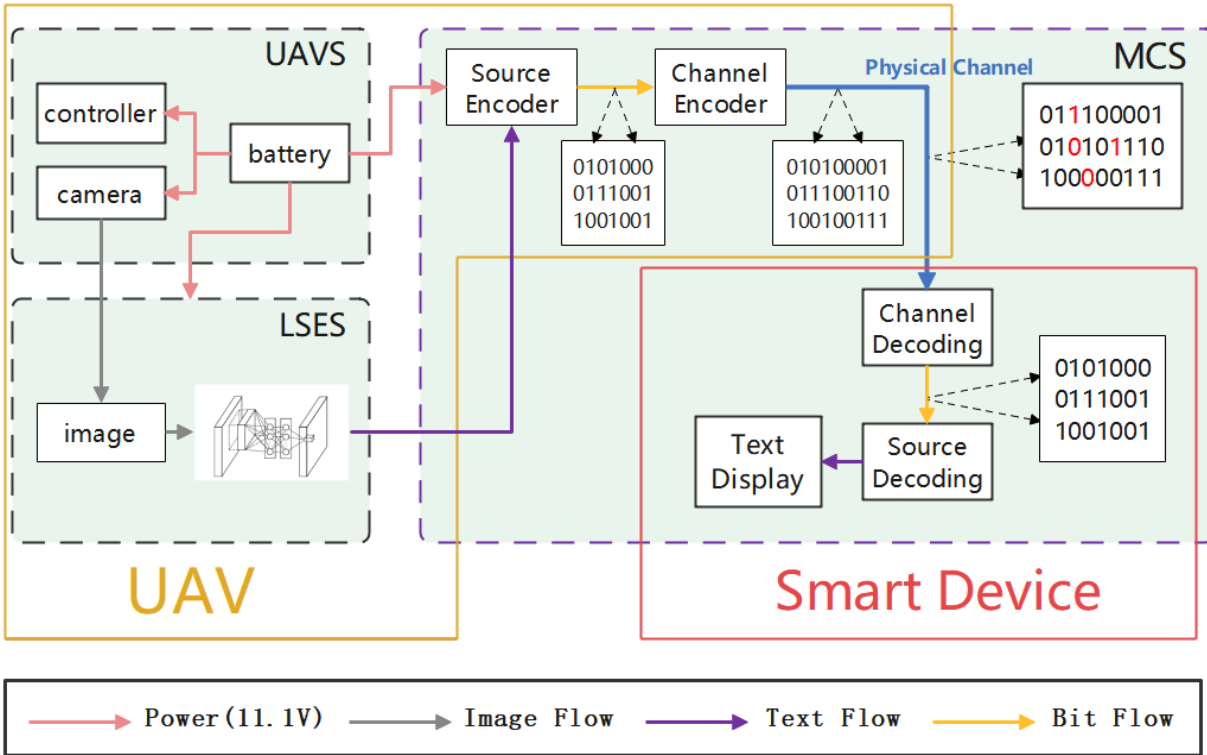 UAVS
controller
battery
camera
LSES
image
UAV
MCS
Source
Encoder
Channel
Encoder
Physical Channel
0101000
0111001
1001001
010100001
011100110
100100111
011100001
010101110
100000111
Channel
Decoding
0101000
0111001
1001001
Source
Decoding
Text
Display
Smart Device
Power(11.1V)
Image Flow
Text Flow
Bit Flow